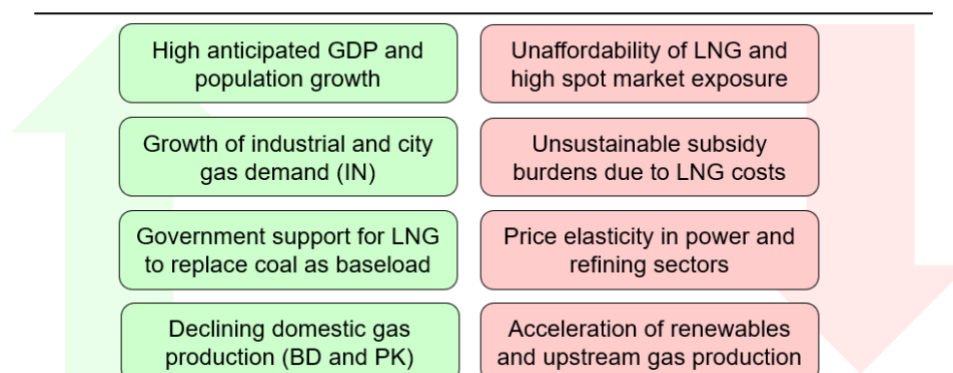 High anticipated GDP and
population growth
Unaffordability of LNG and
high spot market exposure
Growth of industrial and city
gas demand (IN)
Unsustainable subsidy
burdens due to LNG costs
Government support for LNG
to replace coal as baseload
Price elasticity in power and
refining sectors
Declining domestic gas
production (BD and PK)
Acceleration of renewables
and upstream gas production